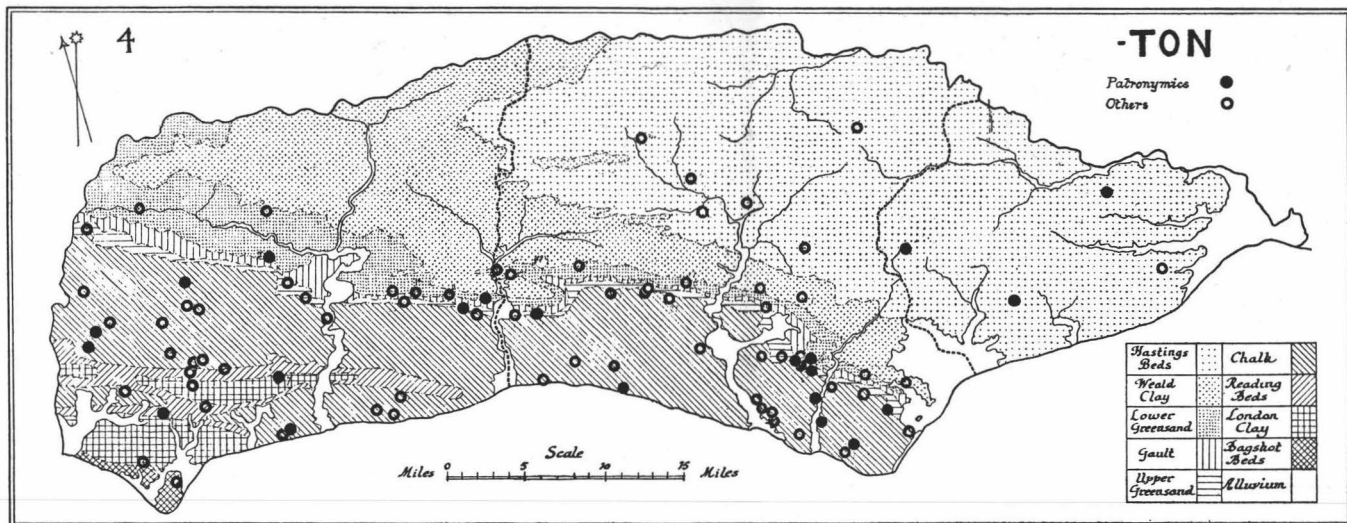 4
-TON
Patronymics
Others
Scale
Miles 0 5 10 15 Miles
Hastings Beds
Chalk
Weald Clay
Reading Beds
Lower Greensand
London Clay
Gault
Bagshot Beds
Upper Greensand
Alluvium